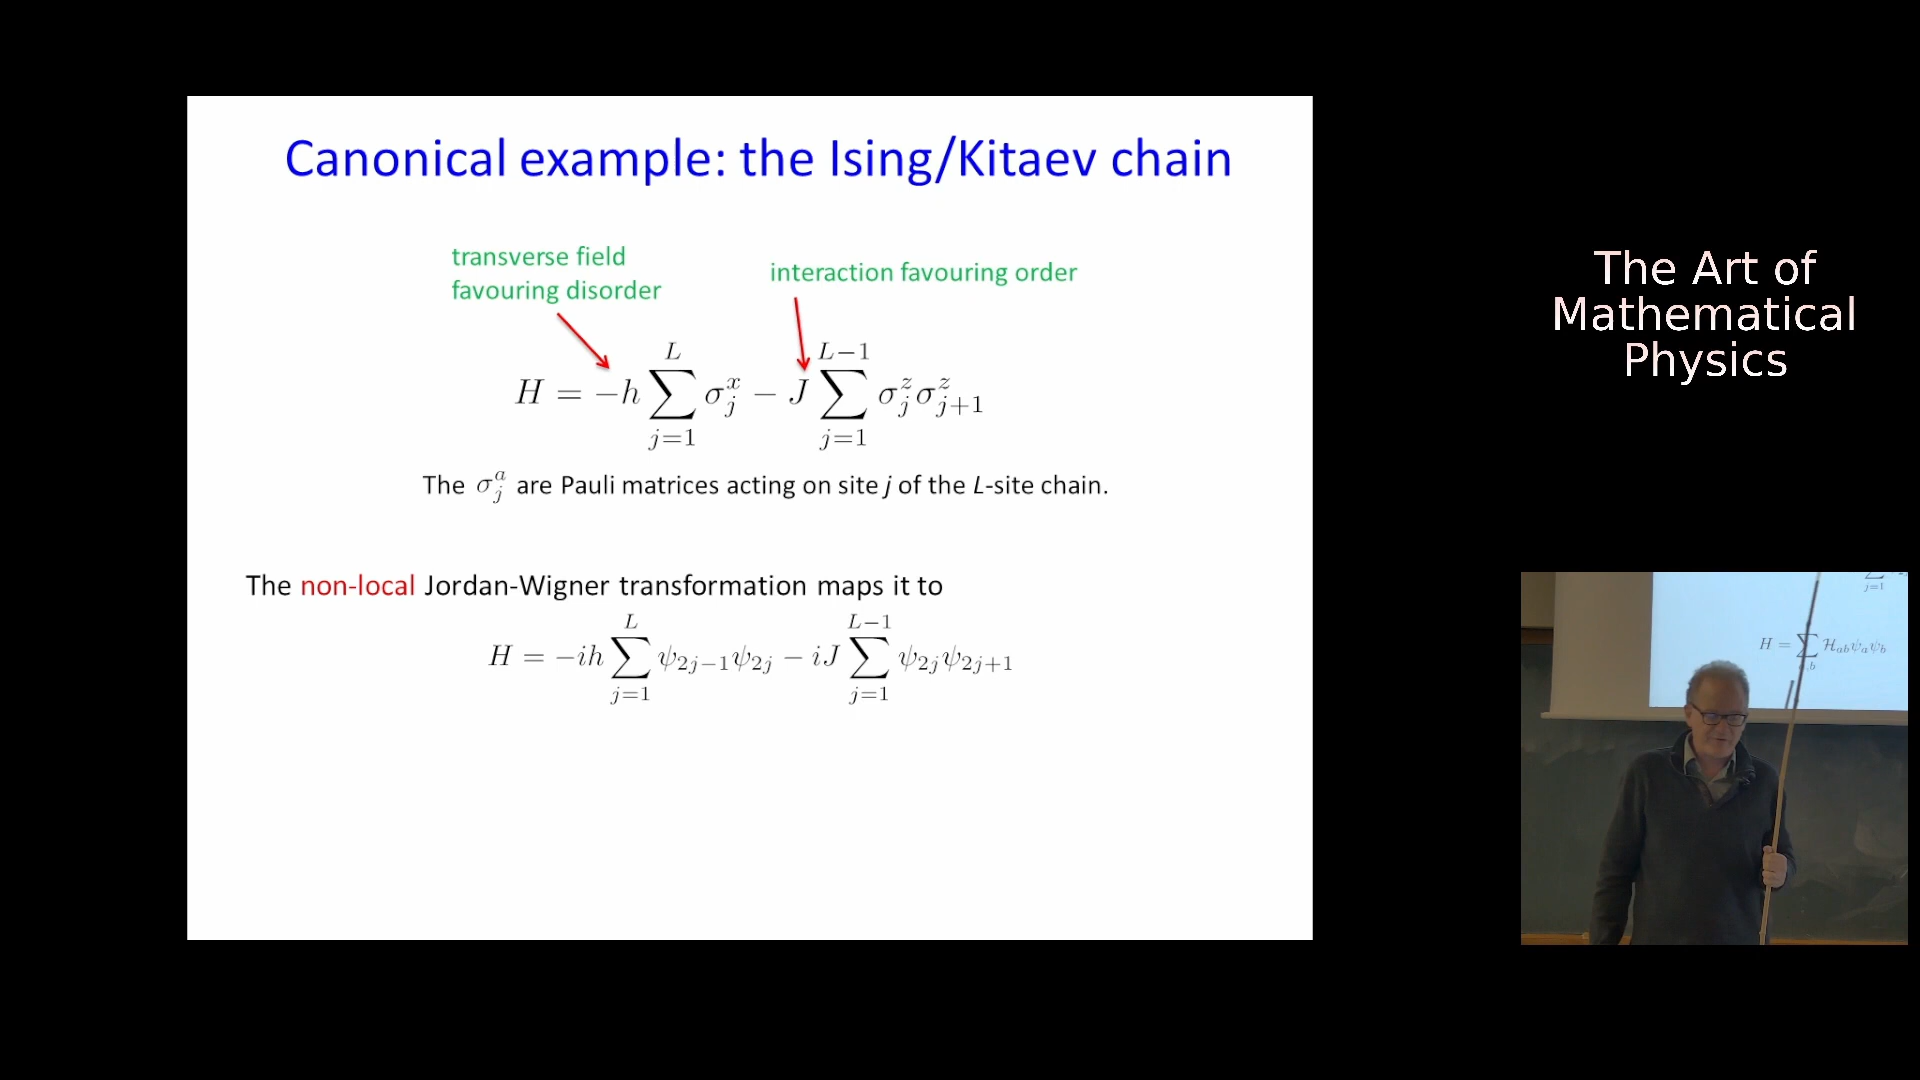 Canonical example: the Ising/Kitaev chain
transverse field
favouring disorder
interaction favouring order
H = −h ∑_{j=1}^{L} σ_j^x − J ∑_{j=1}^{L−1} σ_j^z σ_{j+1}^z
The σ_j^a are Pauli matrices acting on site j of the L-site chain.
The non-local Jordan-Wigner transformation maps it to
H = −ih ∑_{j=1}^{L} ψ_{2j−1}ψ_{2j} − iJ ∑_{j=1}^{L−1} ψ_{2j}ψ_{2j+1}
The Art of
Mathematical
Physics
j=1
H = ∑ ℋ_{ab}ψ_aψ_b